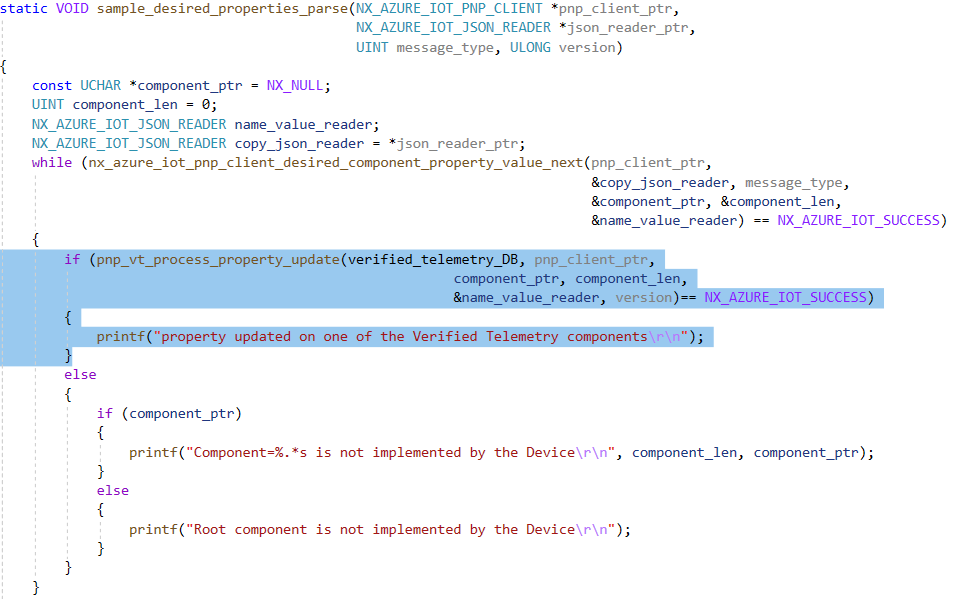 static VOID sample_desired_properties_parse(NX_AZURE_IOT_PNP_CLIENT *pnp_client_ptr,
                                            NX_AZURE_IOT_JSON_READER *json_reader_ptr,
                                            UINT message_type, ULONG version)
{
    const UCHAR *component_ptr = NX_NULL;
    UINT component_len = 0;
    NX_AZURE_IOT_JSON_READER name_value_reader;
    NX_AZURE_IOT_JSON_READER copy_json_reader = *json_reader_ptr;
    while (nx_azure_iot_pnp_client_desired_component_property_value_next(pnp_client_ptr,
                                                                         &copy_json_reader, message_type,
                                                                         &component_ptr, &component_len,
                                                                         &name_value_reader) == NX_AZURE_IOT_SUCCESS)
    {
        if (pnp_vt_process_property_update(verified_telemetry_DB, pnp_client_ptr,
                                                        component_ptr, component_len,
                                                        &name_value_reader, version)== NX_AZURE_IOT_SUCCESS)
        {
            printf("property updated on one of the Verified Telemetry components\r\n");
        }
        else
        {
            if (component_ptr)
            {
                printf("Component=%.*s is not implemented by the Device\r\n", component_len, component_ptr);
            }
            else
            {
                printf("Root component is not implemented by the Device\r\n");
            }
        }
    }